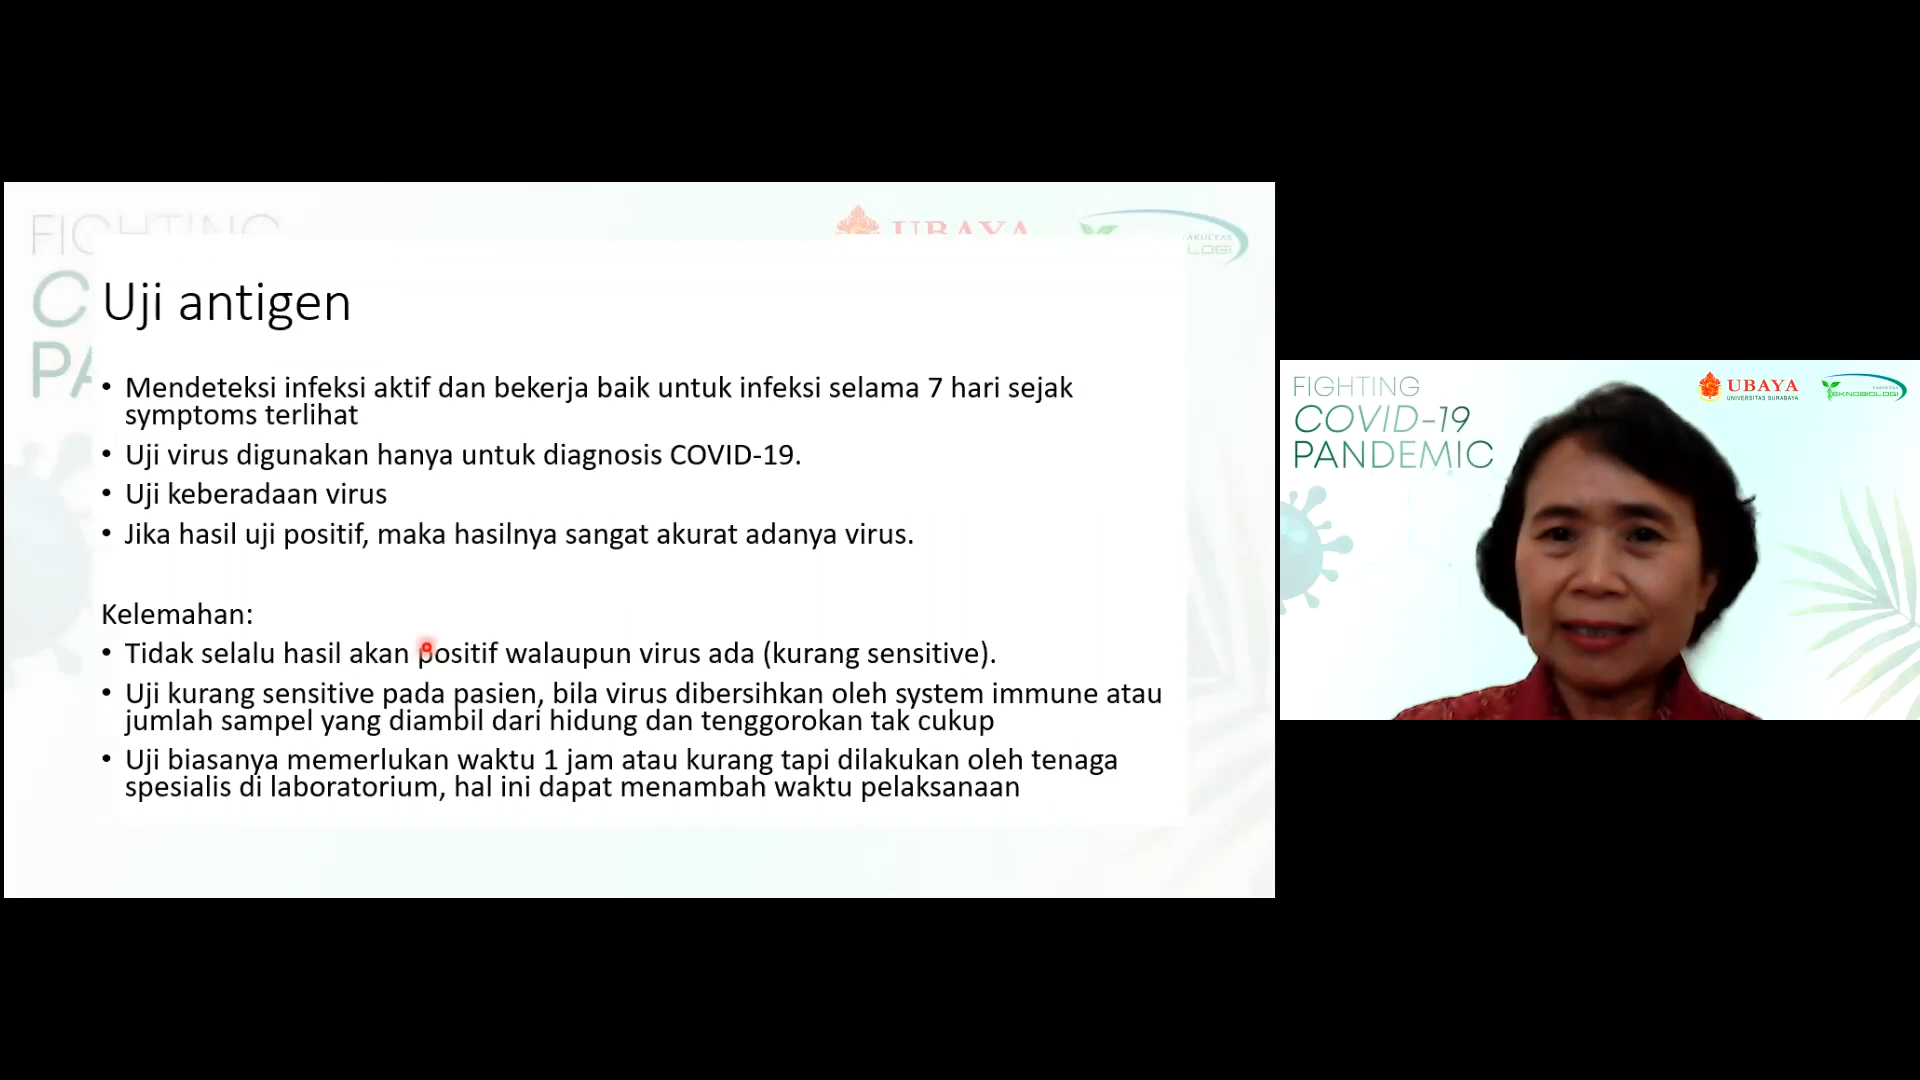 FIGHTING
UBAYA
FAKULTAS
LOGI
C
PA
Uji antigen
• Mendeteksi infeksi aktif dan bekerja baik untuk infeksi selama 7 hari sejak
symptoms terlihat
• Uji virus digunakan hanya untuk diagnosis COVID-19.
• Uji keberadaan virus
• Jika hasil uji positif, maka hasilnya sangat akurat adanya virus.
Kelemahan:
• Tidak selalu hasil akan positif walaupun virus ada (kurang sensitive).
• Uji kurang sensitive pada pasien, bila virus dibersihkan oleh system immune atau
jumlah sampel yang diambil dari hidung dan tenggorokan tak cukup
• Uji biasanya memerlukan waktu 1 jam atau kurang tapi dilakukan oleh tenaga
spesialis di laboratorium, hal ini dapat menambah waktu pelaksanaan
FIGHTING
COVID-19
PANDEMIC
UBAYA
UNIVERSITAS SURABAYA
FAKULTAS
TEKNOBIOLOGI